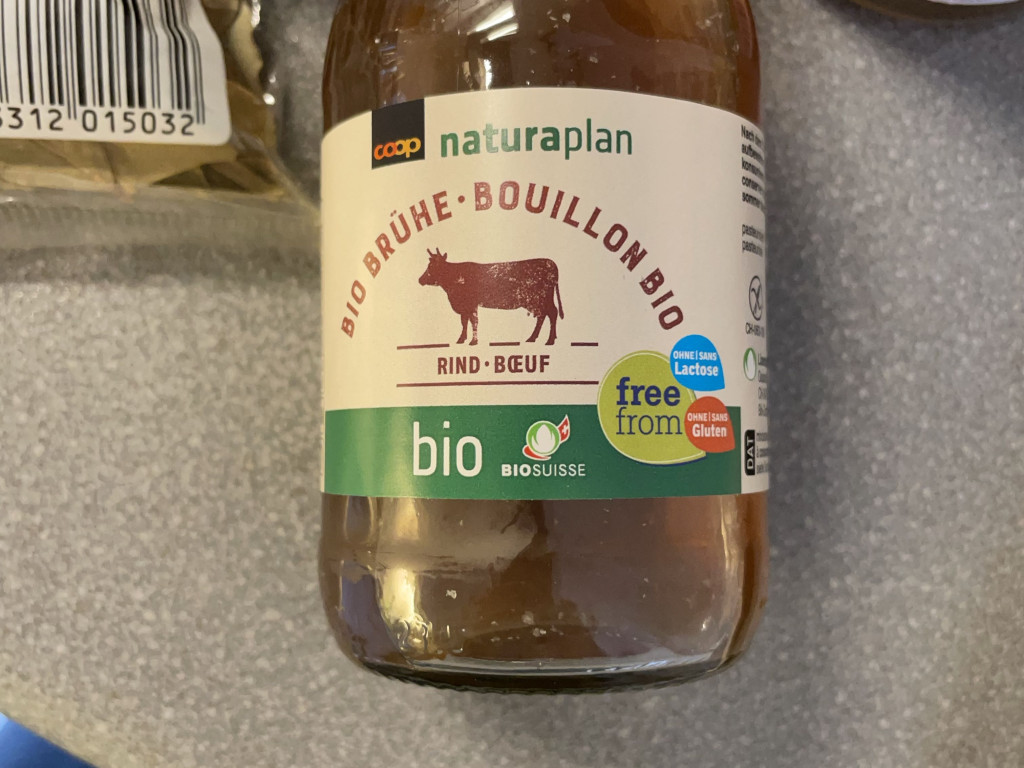 312 015032
coop naturaplan
BIO BRÜHE · BOUILLON BIO
RIND · BŒUF
free
from
OHNE | SANS
Lactose
OHNE | SANS
Gluten
bio
BIOSUISSE
Nach
DAT